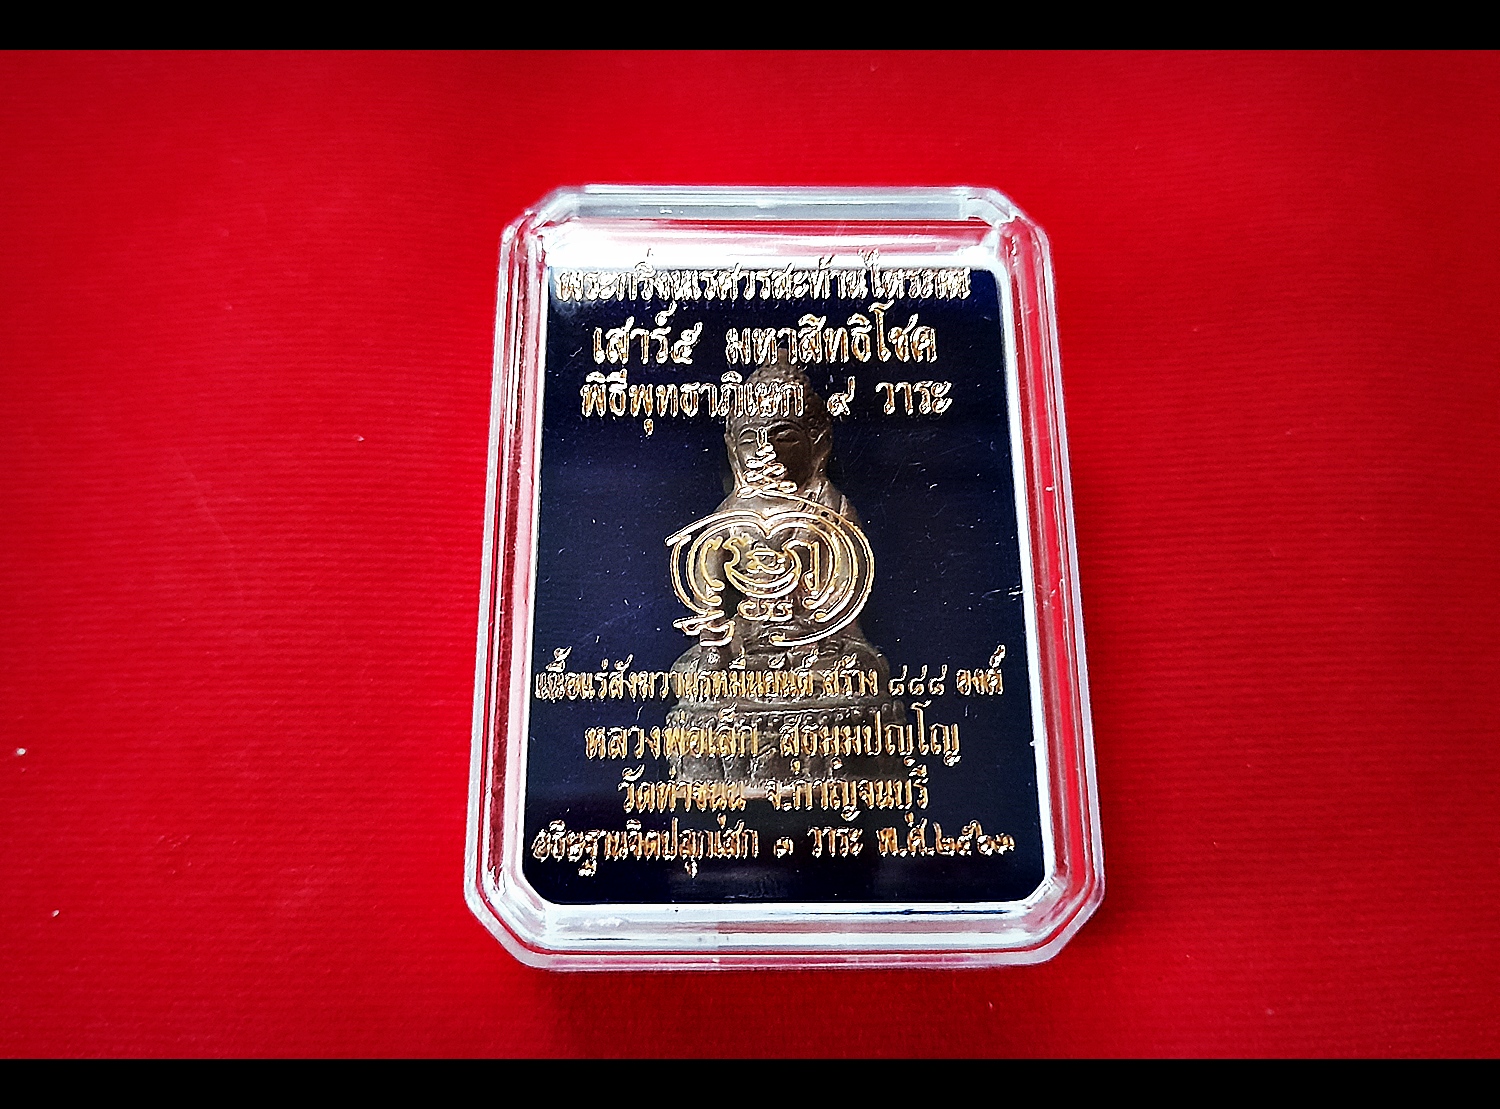 พระกริ่งนเรศวรสะท้านไตรภพ
เสาร์๕ มหาสิทธิโชค
พิธีพุทธาภิเษก ๙ วาระ
เนื้อแร่สังฆวานรหมื่นยันต์ สร้าง ๘๘๘ องค์
หลวงพ่อเล็ก สุธมฺมปญฺโญ
วัดท่าขนุน จ.กาญจนบุรี
อธิษฐานจิตปลุกเสก ๓ วาระ พ.ศ.๒๕๖๓